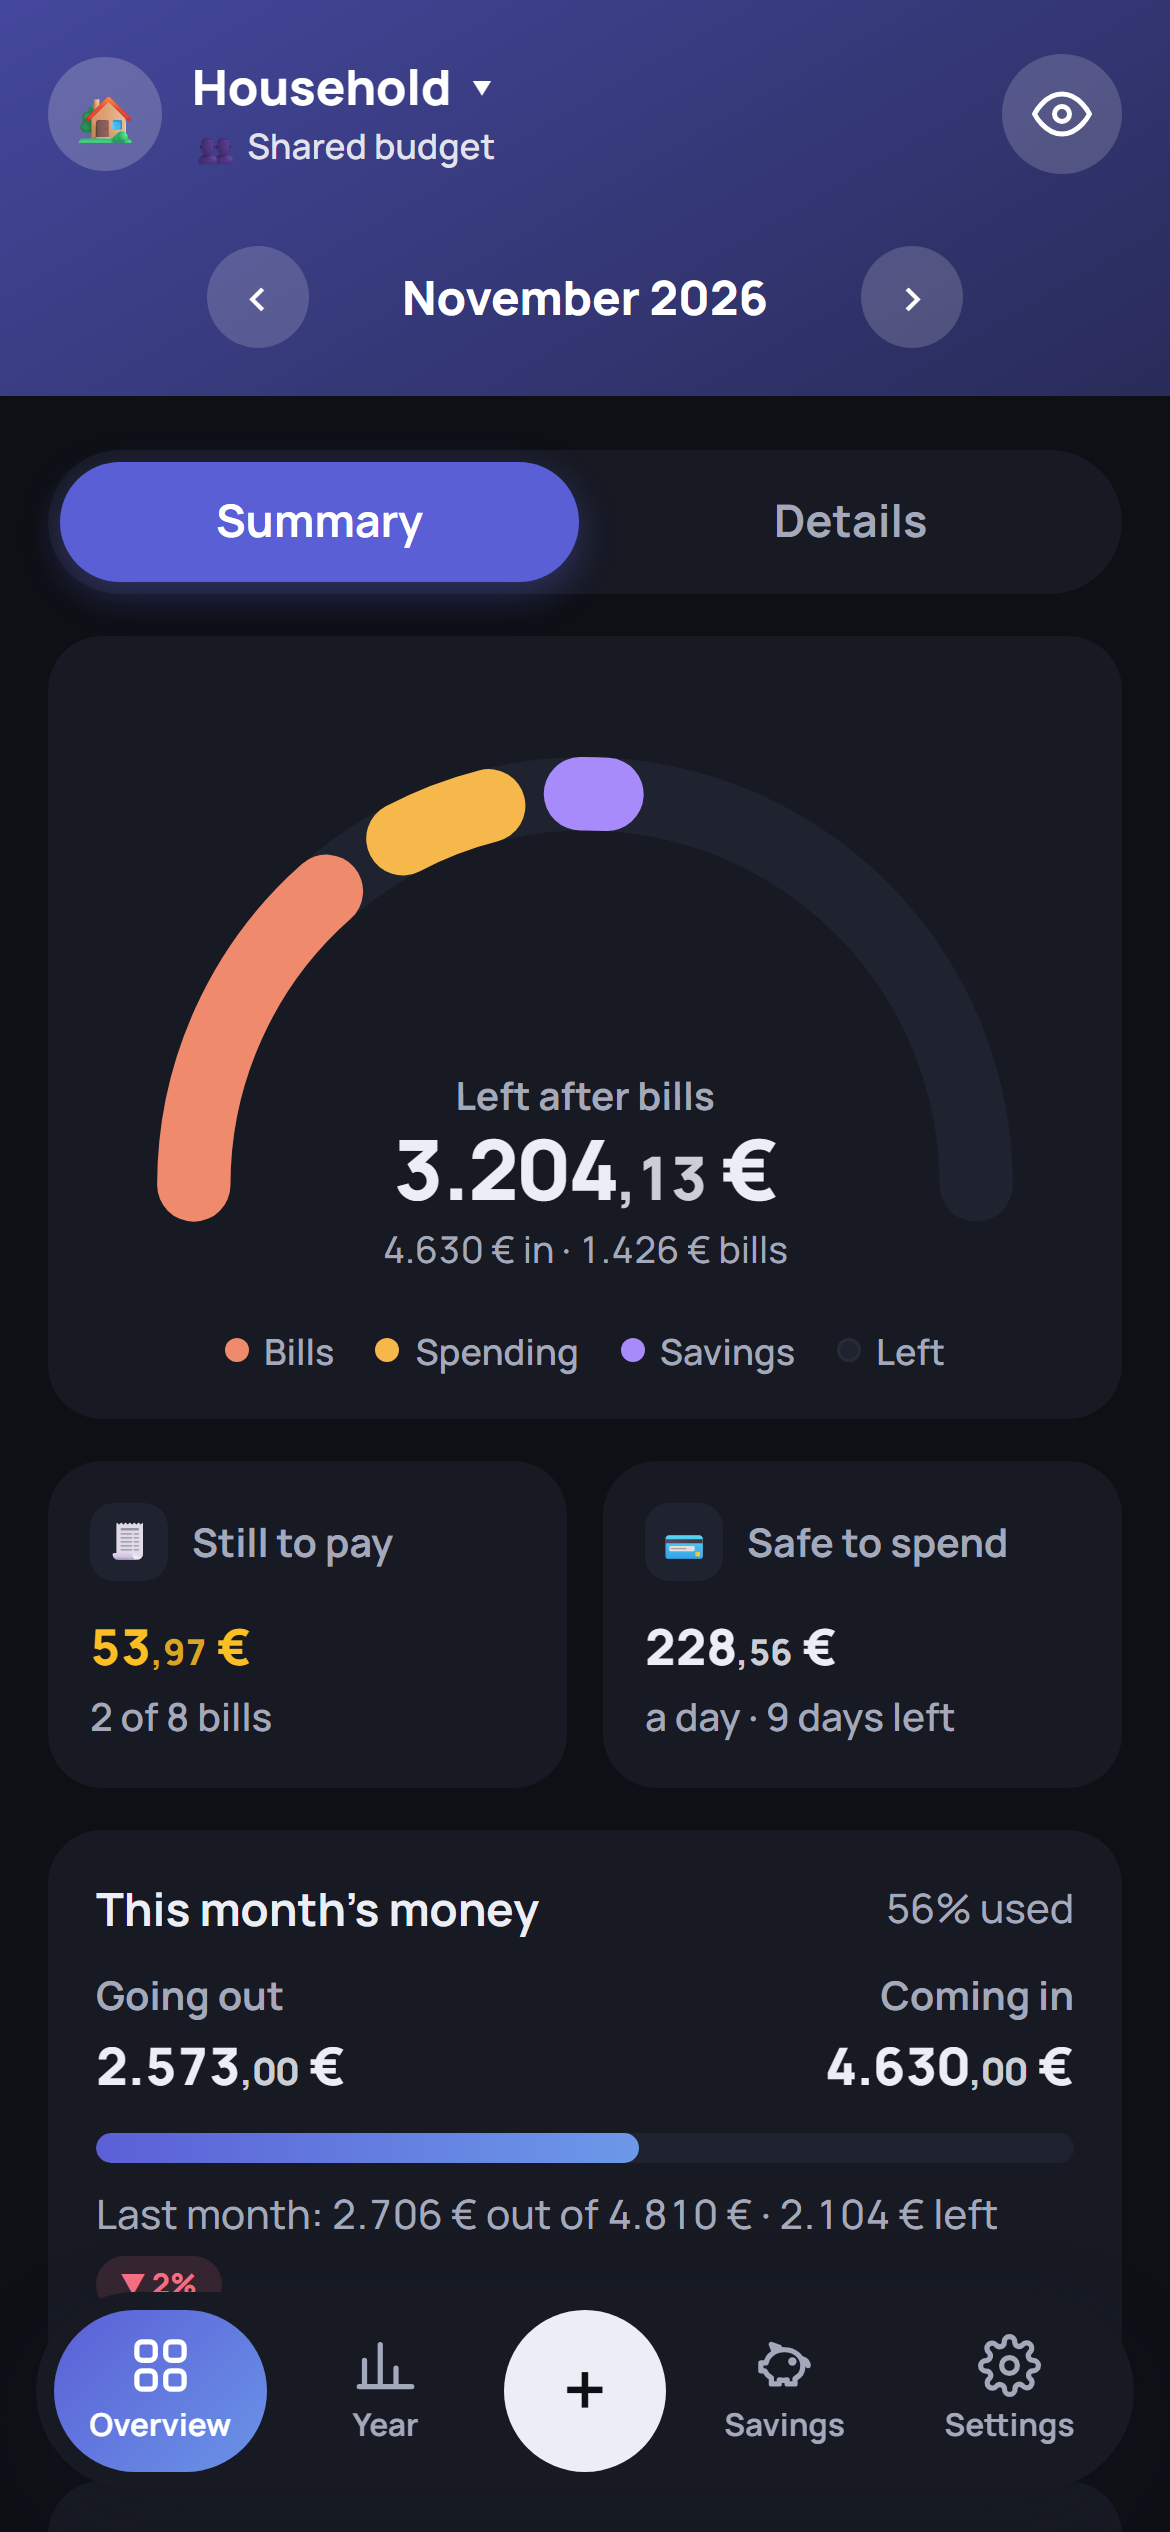 Household ▼
Shared budget
November 2026
Summary
Details
Left after bills
3.204,13 €
4.630 € in · 1.426 € bills
Bills
Spending
Savings
Left
Still to pay
53,97 €
2 of 8 bills
Safe to spend
228,56 €
a day · 9 days left
This month’s money
56% used
Going out
Coming in
2.573,00 €
4.630,00 €
Last month: 2.706 € out of 4.810 € · 2.104 € left
▼ 2%
Overview
Year
+
Savings
Settings